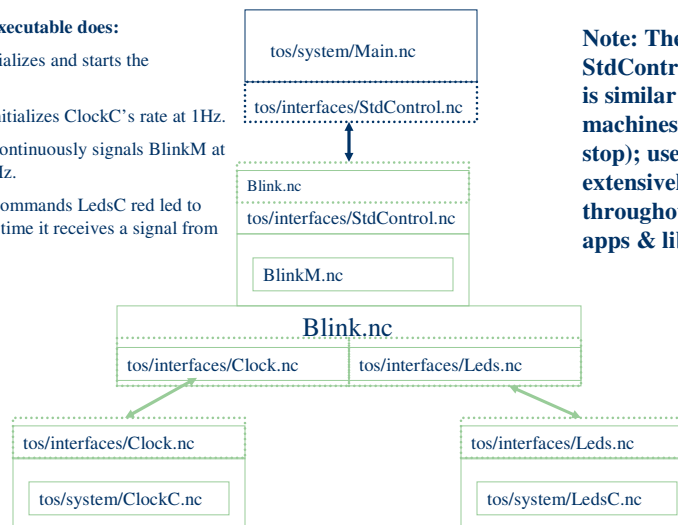 xecutable does:
ializes and starts the
nitializes ClockC's rate at 1Hz.
ontinuously signals BlinkM at
Iz.
ommands LedsC red led to
time it receives a signal from
tos/system/Main.nc
tos/interfaces/StdControl.nc
Blink.nc
tos/interfaces/StdControl.nc
BlinkM.nc
Blink.nc
tos/interfaces/Clock.nc
tos/interfaces/Leds.nc
tos/interfaces/Clock.nc
tos/system/ClockC.nc
tos/interfaces/Leds.nc
tos/system/LedsC.nc
Note: The
StdContr
is similar
machines
stop); use
extensivel
throughou
apps & lil